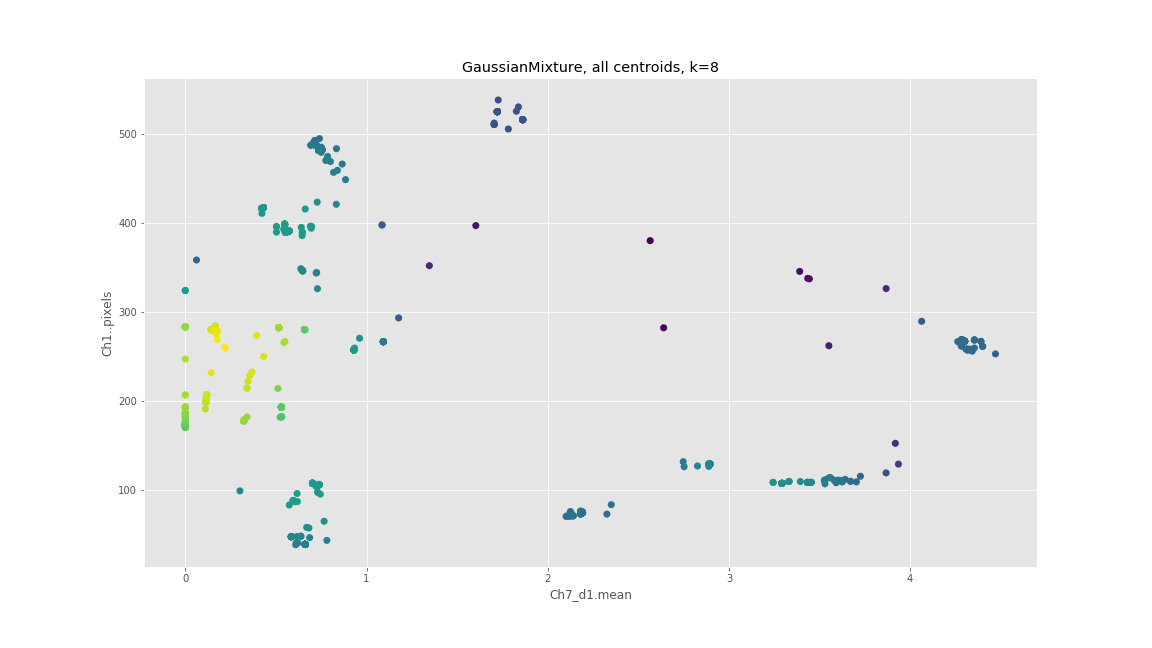 GaussianMixture, all centroids, k=8
Ch1..pixels
500
400
300
200
100
0 1 2 3 4
Ch7_d1.mean